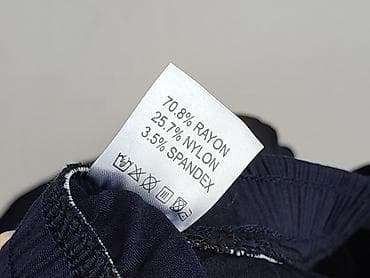 70.8% RAYON
25.7% NYLON
3.5% SPANDEX